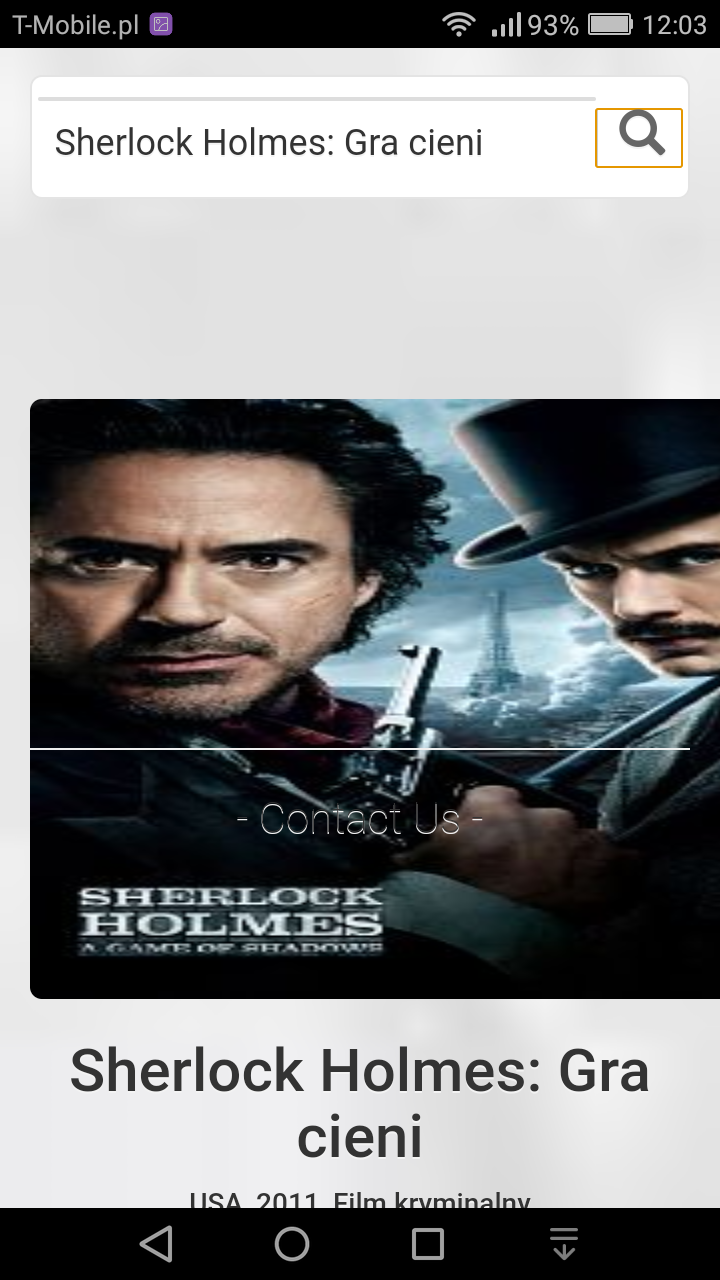 T-Mobile.pl
93%
12:03
Sherlock Holmes: Gra cieni
- Contact Us -
SHERLOCK
HOLMES
A GAME OF SHADOWS
Sherlock Holmes: Gra
cieni
USA, 2011, Film kryminalny